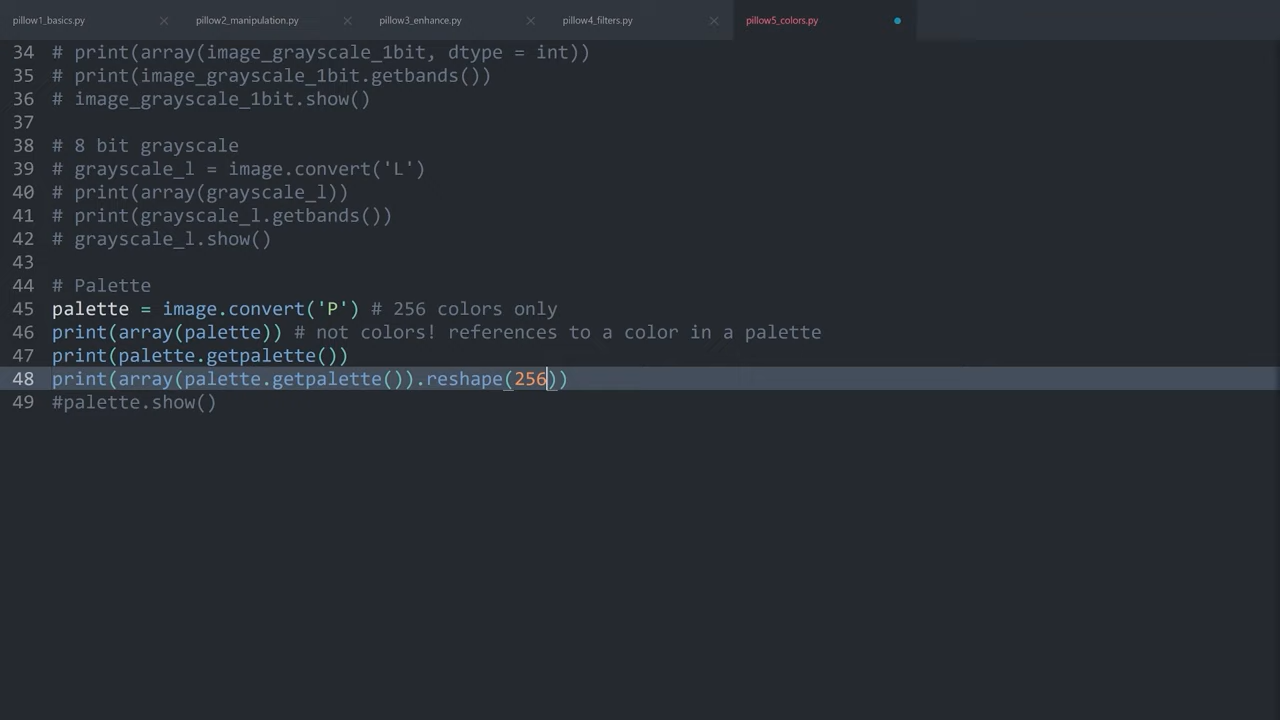 pillow1_basics.py × pillow2_manipulation.py × pillow3_enhance.py × pillow4_filters.py × pillow5_colors.py
34 # print(array(image_grayscale_1bit, dtype = int))
35 # print(image_grayscale_1bit.getbands())
36 # image_grayscale_1bit.show()
37
38 # 8 bit grayscale
39 # grayscale_l = image.convert('L')
40 # print(array(grayscale_l))
41 # print(grayscale_l.getbands())
42 # grayscale_l.show()
43
44 # Palette
45 palette = image.convert('P') # 256 colors only
46 print(array(palette)) # not colors! references to a color in a palette
47 print(palette.getpalette())
48 print(array(palette.getpalette()).reshape(256))
49 #palette.show()